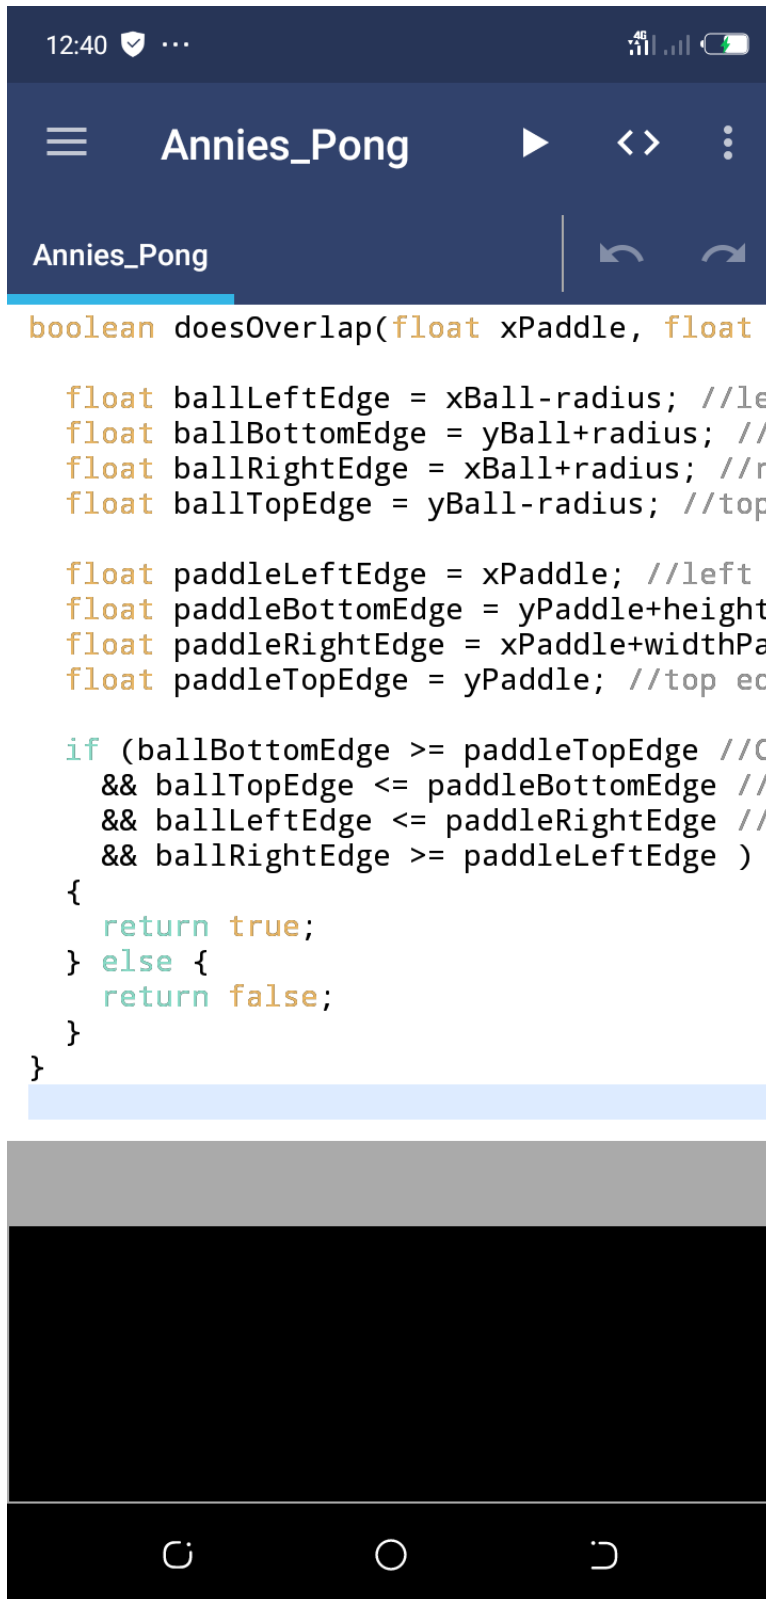 12:40
4G
Annies_Pong
Annies_Pong
boolean doesOverlap(float xPaddle, float
float ballLeftEdge = xBall-radius; //le
float ballBottomEdge = yBall+radius; //
float ballRightEdge = xBall+radius; //r
float ballTopEdge = yBall-radius; //top
float paddleLeftEdge = xPaddle; //left
float paddleBottomEdge = yPaddle+height
float paddleRightEdge = xPaddle+widthPa
float paddleTopEdge = yPaddle; //top ed
if (ballBottomEdge >= paddleTopEdge //C
&& ballTopEdge <= paddleBottomEdge //
&& ballLeftEdge <= paddleRightEdge //
&& ballRightEdge >= paddleLeftEdge )
{
return true;
} else {
return false;
}
}